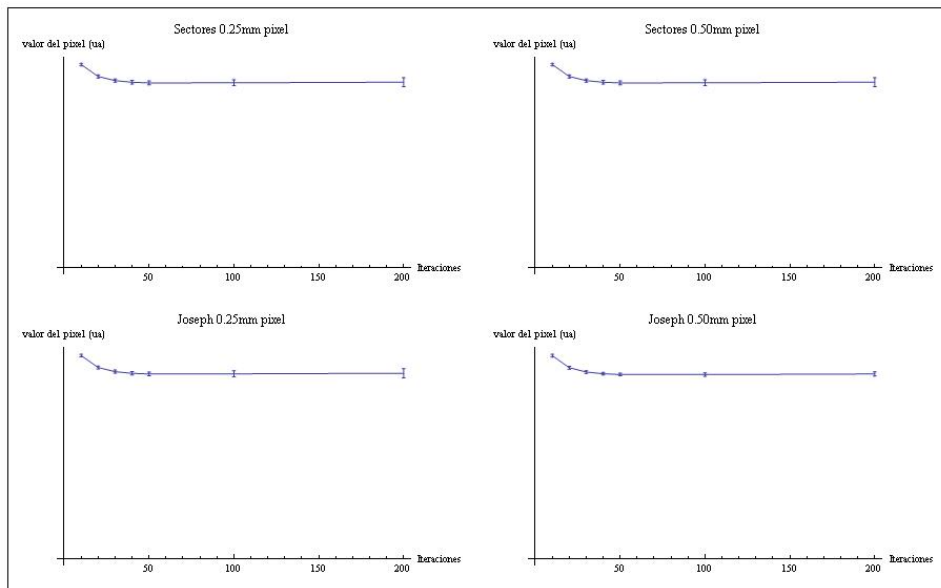 Sectores 0.25mm pixel
valor del pixel (ua)
Iteraciones
50 100 150 200
Sectores 0.50mm pixel
valor del pixel (ua)
Iteraciones
50 100 150 200
Joseph 0.25mm pixel
valor del pixel (ua)
Iteraciones
50 100 150 200
Joseph 0.50mm pixel
valor del pixel (ua)
Iteraciones
50 100 150 200